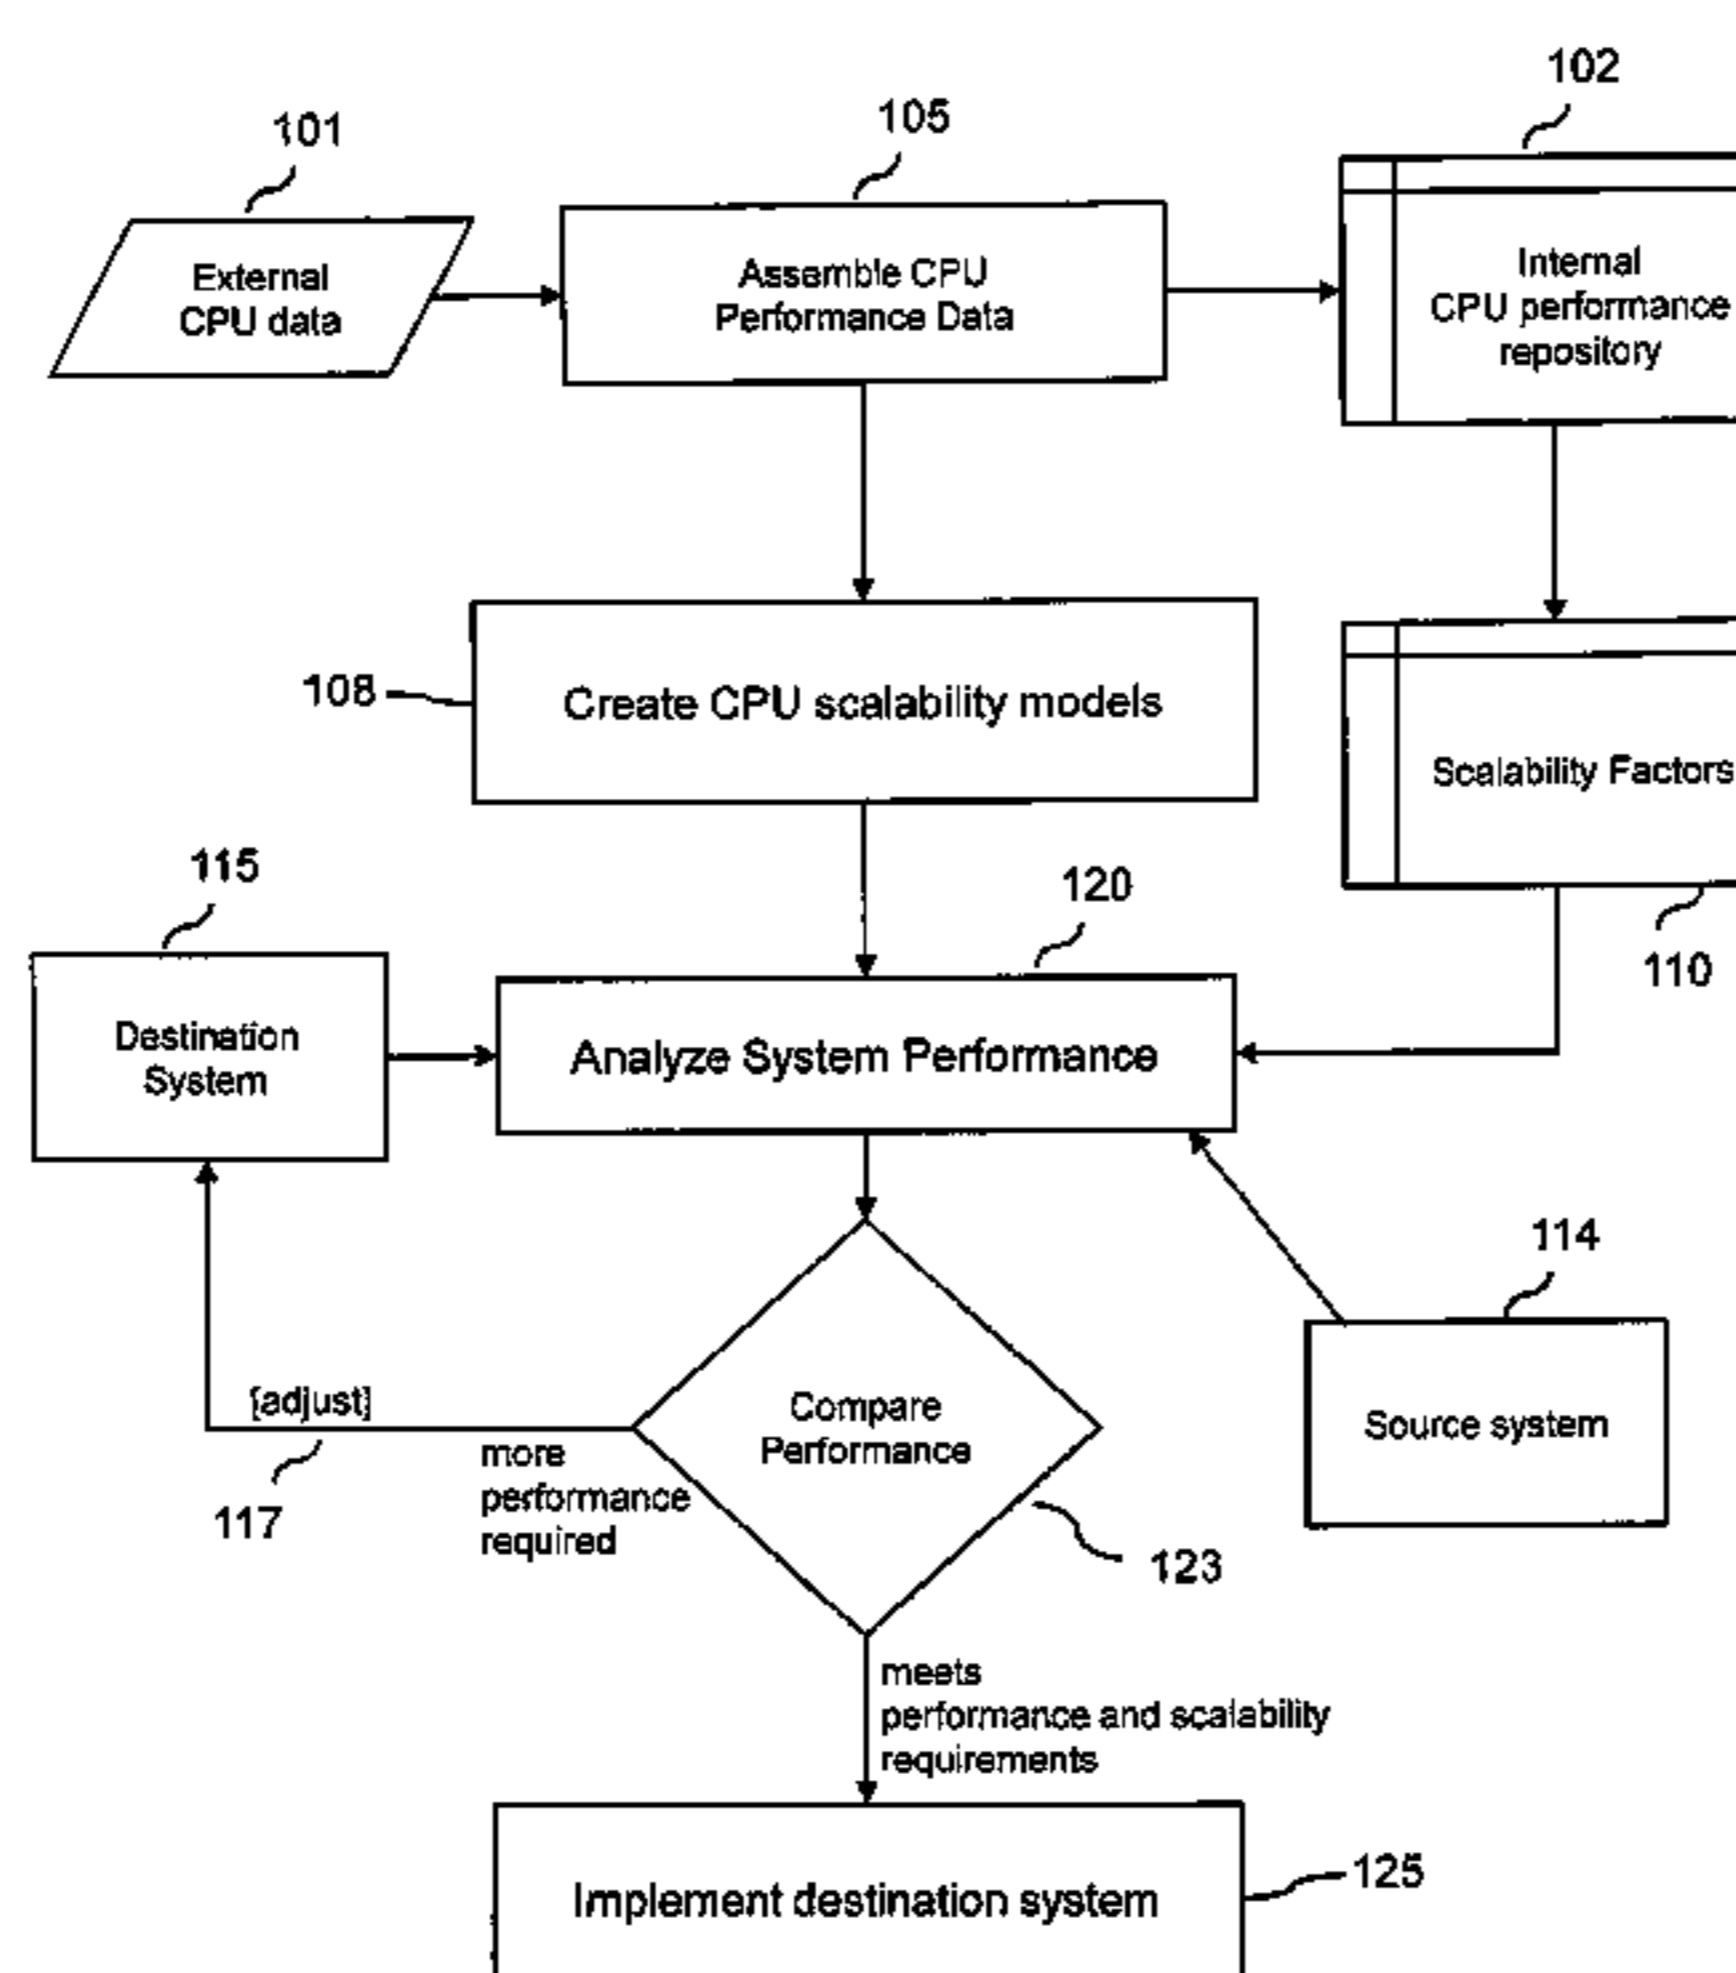 102
105
101
External
CPU data
Assemble CPU
Performance Data
Internal
CPU performance
repository
108
Create CPU scalability models
Scalability Factors
115
120
110
Destination
System
Analyze System Performance
114
{adjust]
more
performance
required
117
Compare
Performance
Source system
123
meets
performance and scalability
requirements
Implement destination system
125